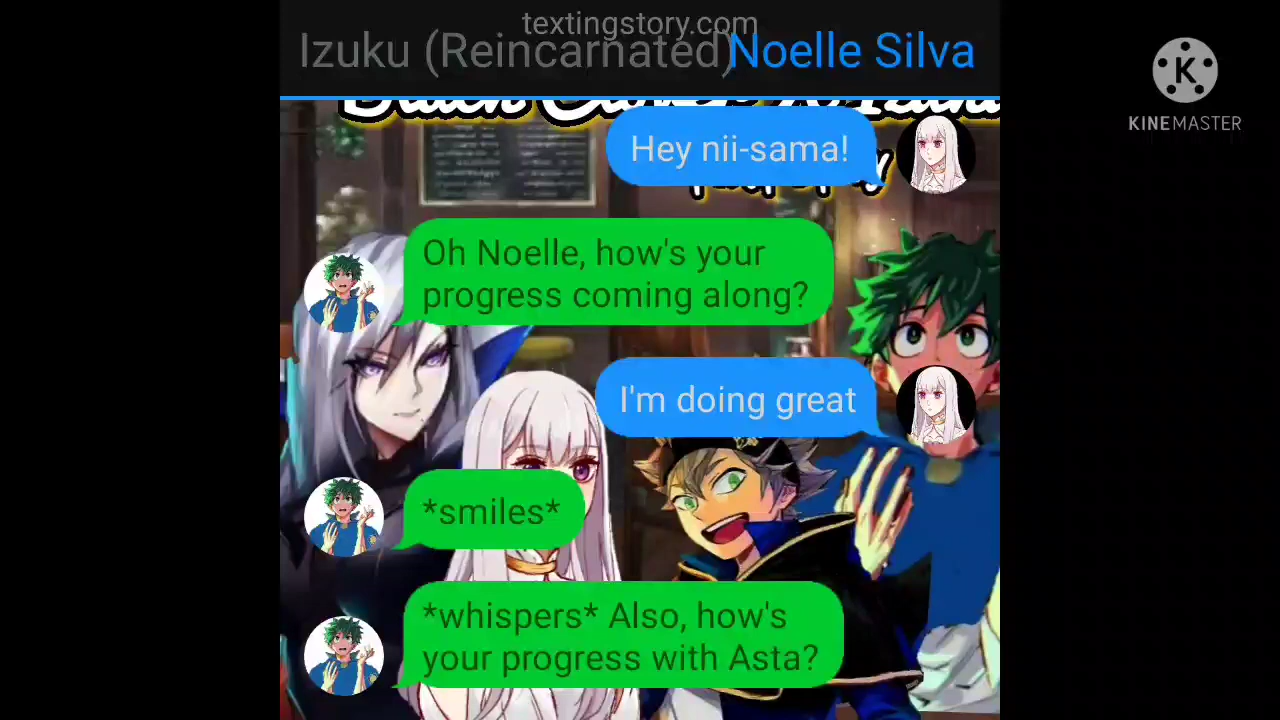 textingstory.com
Izuku (Reincarnated) Noelle Silva
KINEMASTER
Hey nii-sama!
Oh Noelle, how's your
progress coming along?
I'm doing great
*smiles*
*whispers* Also, how's
your progress with Asta?